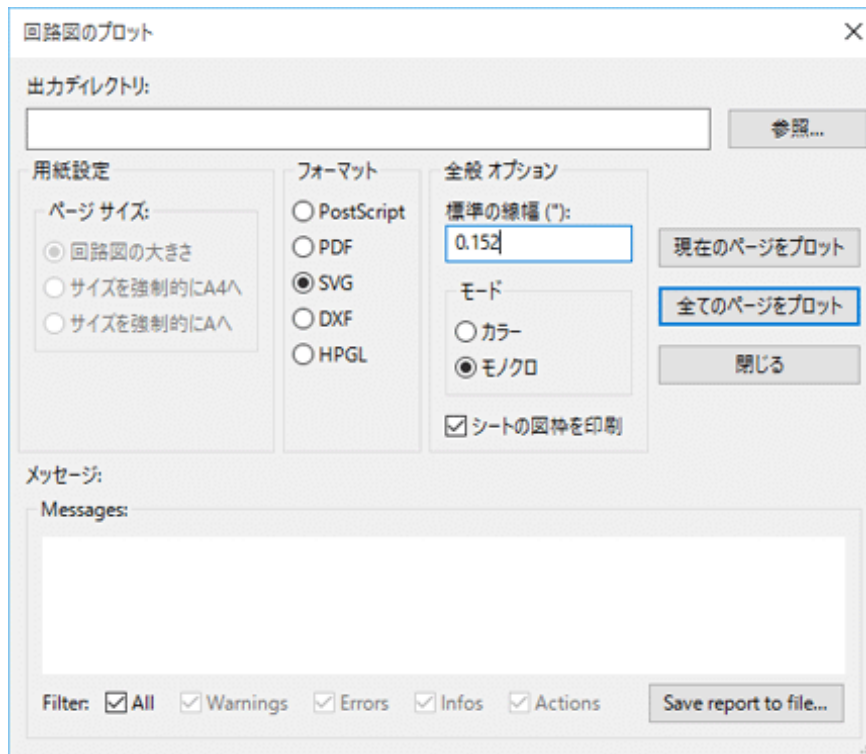 回路図のプロット
出力ディレクトリ:
参照...
用紙設定
ページ サイズ:
回路図の大きさ
サイズを強制的にA4へ
サイズを強制的にAへ
フォーマット
PostScript
PDF
SVG
DXF
HPGL
全般 オプション
標準の線幅 ("):
0.152
モード
カラー
モノクロ
シートの図枠を印刷
現在のページをプロット
全てのページをプロット
閉じる
メッセージ:
Messages:
Filter: All Warnings Errors Infos Actions Save report to file...